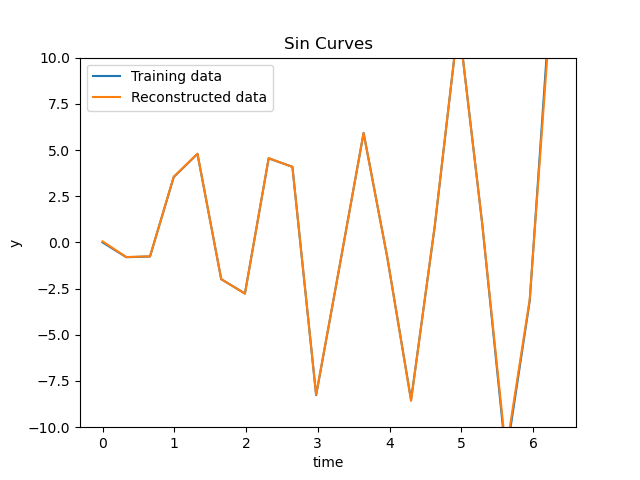 Sin Curves
Training data
Reconstructed data
10.0
7.5
5.0
2.5
0.0
−2.5
−5.0
−7.5
−10.0
y
0 1 2 3 4 5 6
time